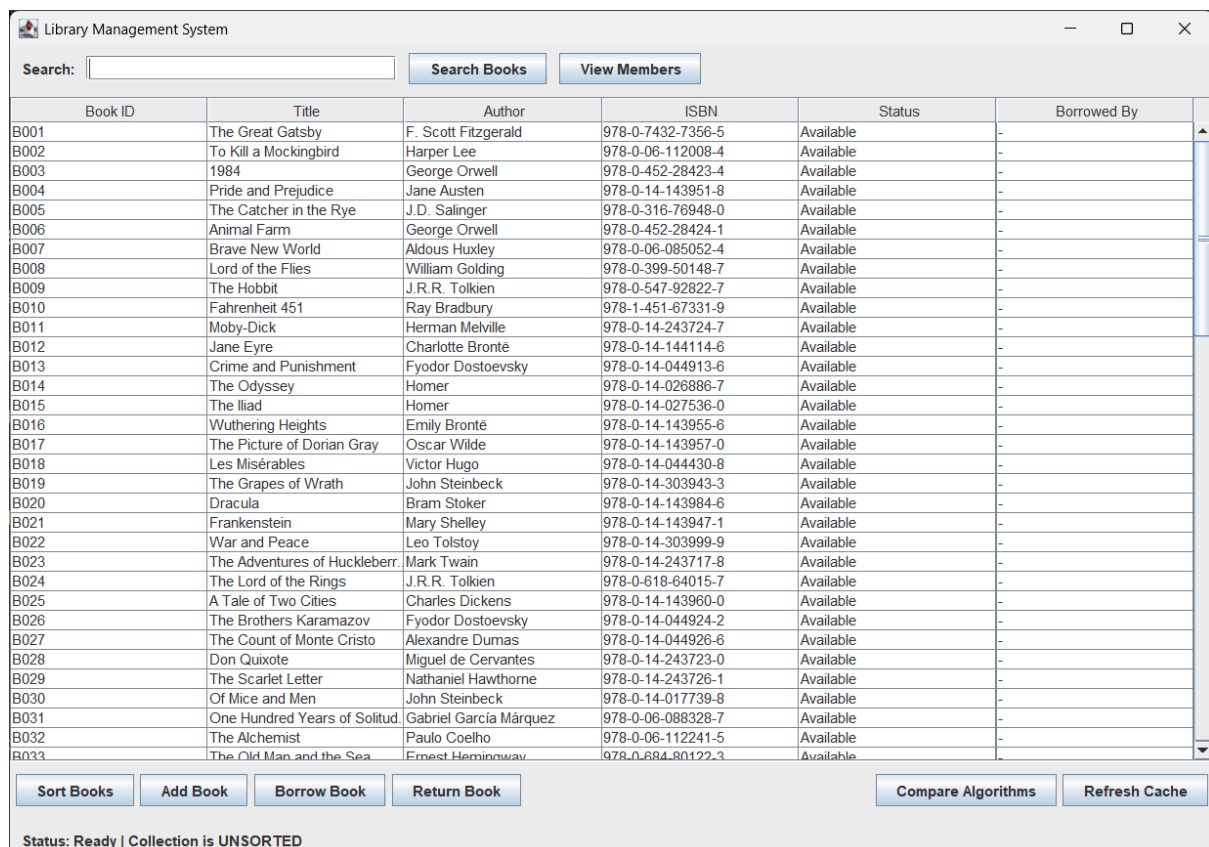 Library Management System
Search: Search Books View Members
Book ID Title Author ISBN Status Borrowed By
B001 The Great Gatsby F. Scott Fitzgerald 978-0-7432-7356-5 Available -
B002 To Kill a Mockingbird Harper Lee 978-0-06-112008-4 Available -
B003 1984 George Orwell 978-0-452-28423-4 Available -
B004 Pride and Prejudice Jane Austen 978-0-14-143951-8 Available -
B005 The Catcher in the Rye J.D. Salinger 978-0-316-76948-0 Available -
B006 Animal Farm George Orwell 978-0-452-28424-1 Available -
B007 Brave New World Aldous Huxley 978-0-06-085052-4 Available -
B008 Lord of the Flies William Golding 978-0-399-50148-7 Available -
B009 The Hobbit J.R.R. Tolkien 978-0-547-92822-7 Available -
B010 Fahrenheit 451 Ray Bradbury 978-1-451-67331-9 Available -
B011 Moby-Dick Herman Melville 978-0-14-243724-7 Available -
B012 Jane Eyre Charlotte Brontë 978-0-14-144114-6 Available -
B013 Crime and Punishment Fyodor Dostoevsky 978-0-14-044913-6 Available -
B014 The Odyssey Homer 978-0-14-026886-7 Available -
B015 The Iliad Homer 978-0-14-027536-0 Available -
B016 Wuthering Heights Emily Brontë 978-0-14-143955-6 Available -
B017 The Picture of Dorian Gray Oscar Wilde 978-0-14-143957-0 Available -
B018 Les Misérables Victor Hugo 978-0-14-044430-8 Available -
B019 The Grapes of Wrath John Steinbeck 978-0-14-303943-3 Available -
B020 Dracula Bram Stoker 978-0-14-143984-6 Available -
B021 Frankenstein Mary Shelley 978-0-14-143947-1 Available -
B022 War and Peace Leo Tolstoy 978-0-14-303999-9 Available -
B023 The Adventures of Huckleberr.. Mark Twain 978-0-14-243717-8 Available -
B024 The Lord of the Rings J.R.R. Tolkien 978-0-618-64015-7 Available -
B025 A Tale of Two Cities Charles Dickens 978-0-14-143960-0 Available -
B026 The Brothers Karamazov Fyodor Dostoevsky 978-0-14-044924-2 Available -
B027 The Count of Monte Cristo Alexandre Dumas 978-0-14-044926-6 Available -
B028 Don Quixote Miguel de Cervantes 978-0-14-243723-0 Available -
B029 The Scarlet Letter Nathaniel Hawthorne 978-0-14-243726-1 Available -
B030 Of Mice and Men John Steinbeck 978-0-14-017739-8 Available -
B031 One Hundred Years of Solitud. Gabriel García Márquez 978-0-06-088328-7 Available -
B032 The Alchemist Paulo Coelho 978-0-06-112241-5 Available -
B033 The Old Man and the Sea Ernest Hemingway 978-0-684-80122-3 Available -
Sort Books Add Book Borrow Book Return Book Compare Algorithms Refresh Cache
Status: Ready | Collection is UNSORTED